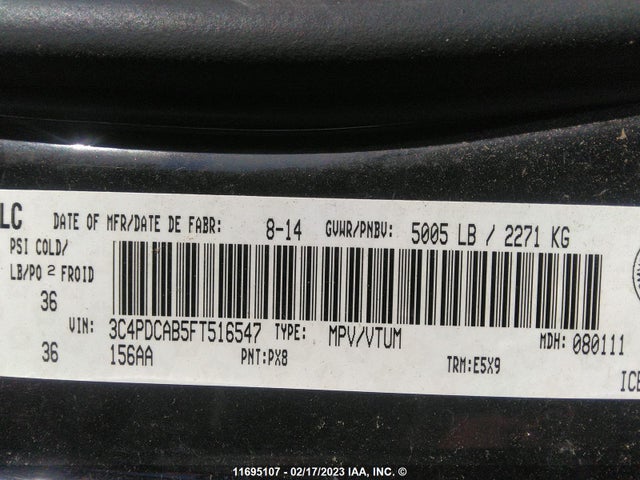 LC DATE OF MFR/DATE DE FABR: 8-14 GVWR/PNBV: 5005 LB / 2271 KG
PSI COLD/
LB/PO 2 FROID
36
VIN: 3C4PDCAB5FT516547 TYPE: MPV/VTUM MDH: 080111
36 156AA PNT:PX8 TRM:E5X9
11695107 - 02/17/2023 IAA, INC. ©